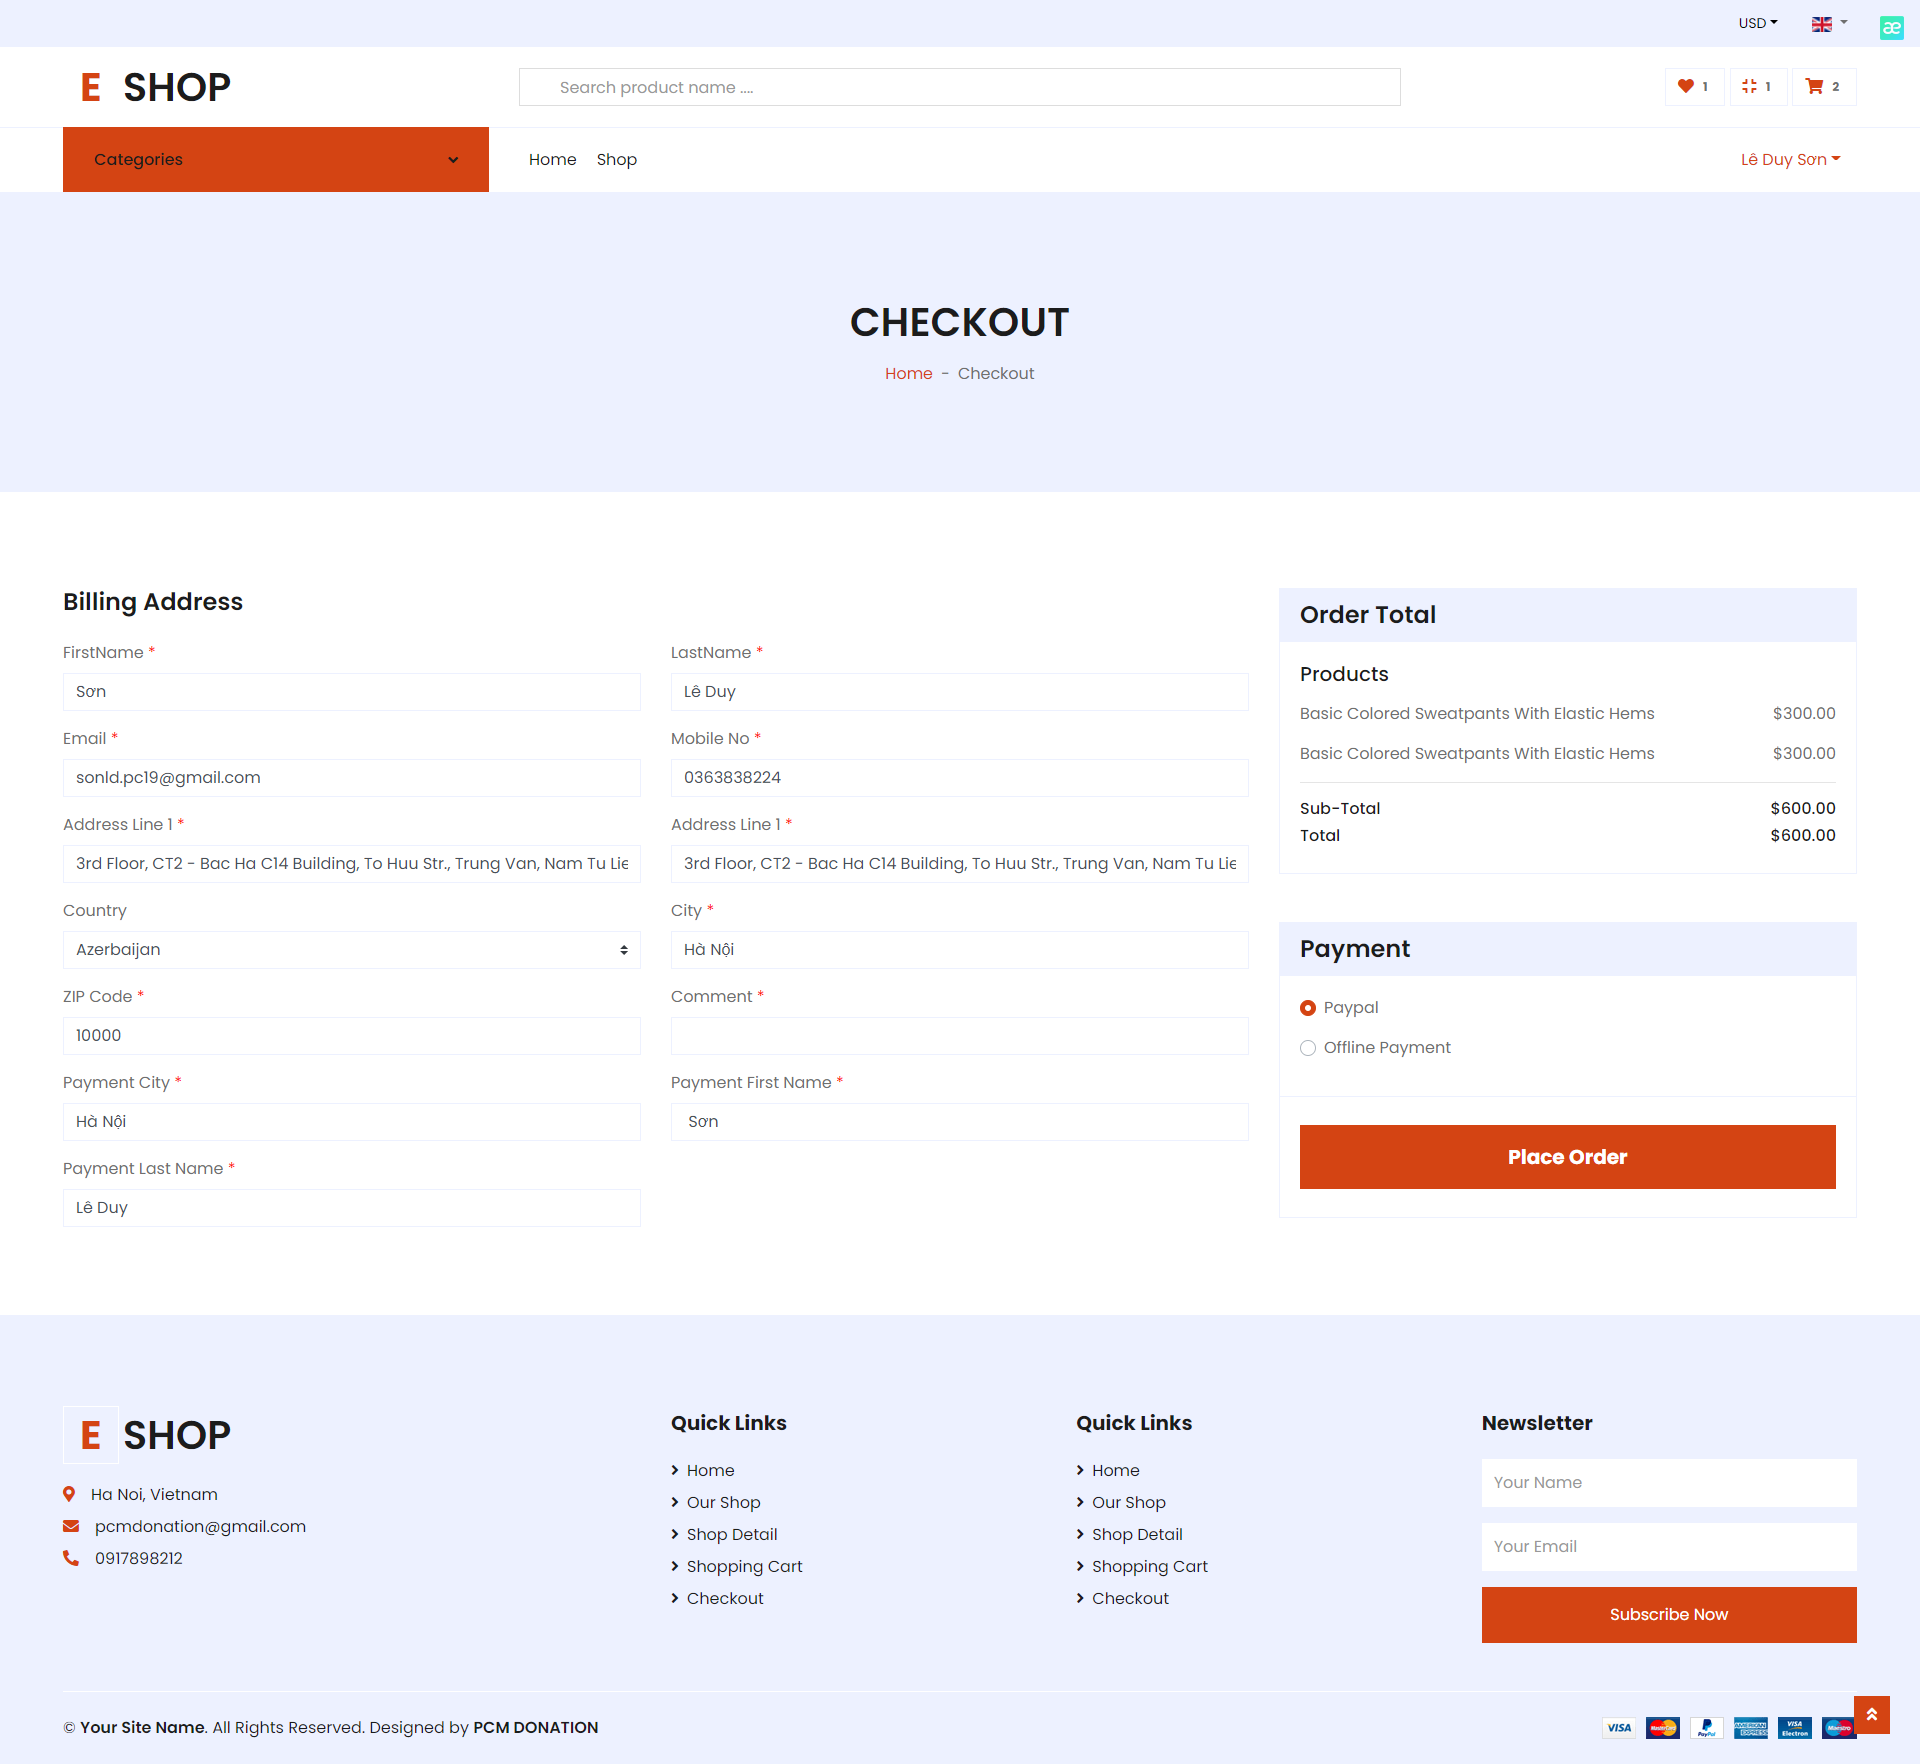 USD
æ
E SHOP
Search product name ....
1
1
2
Categories
Home
Shop
Lê Duy Sơn
CHECKOUT
Home - Checkout
Billing Address
FirstName *
LastName *
Sơn
Lê Duy
Email *
Mobile No *
sonld.pc19@gmail.com
0363838224
Address Line 1 *
Address Line 1 *
3rd Floor, CT2 - Bac Ha C14 Building, To Huu Str., Trung Van, Nam Tu Lie
3rd Floor, CT2 - Bac Ha C14 Building, To Huu Str., Trung Van, Nam Tu Lie
Country
City *
Azerbaijan
Hà Nội
ZIP Code *
Comment *
10000
Payment City *
Payment First Name *
Hà Nội
Sơn
Payment Last Name *
Lê Duy
Order Total
Products
Basic Colored Sweatpants With Elastic Hems $300.00
Basic Colored Sweatpants With Elastic Hems $300.00
Sub-Total $600.00
Total $600.00
Payment
Paypal
Offline Payment
Place Order
E SHOP
Ha Noi, Vietnam
pcmdonation@gmail.com
0917898212
Quick Links
Home
Our Shop
Shop Detail
Shopping Cart
Checkout
Quick Links
Home
Our Shop
Shop Detail
Shopping Cart
Checkout
Newsletter
Your Name
Your Email
Subscribe Now
© Your Site Name. All Rights Reserved. Designed by PCM DONATION
VISA
MasterCard
PayPal
AMERICAN EXPRESS
VISA Electron
Maestro